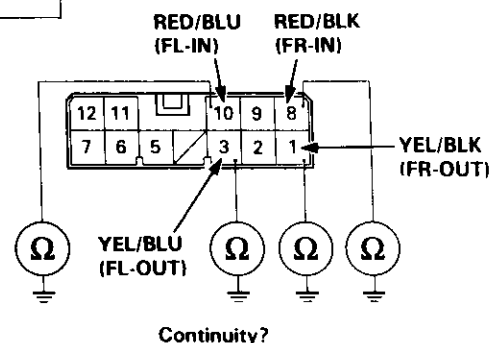 RED/BLU RED/BLK
(FL-IN) (FR-IN)
12 11 10 9 8
7 6 5 3 2 1
YEL/BLK
(FR-OUT)
YEL/BLU
(FL-OUT)
Ω Ω Ω Ω
Continuity?